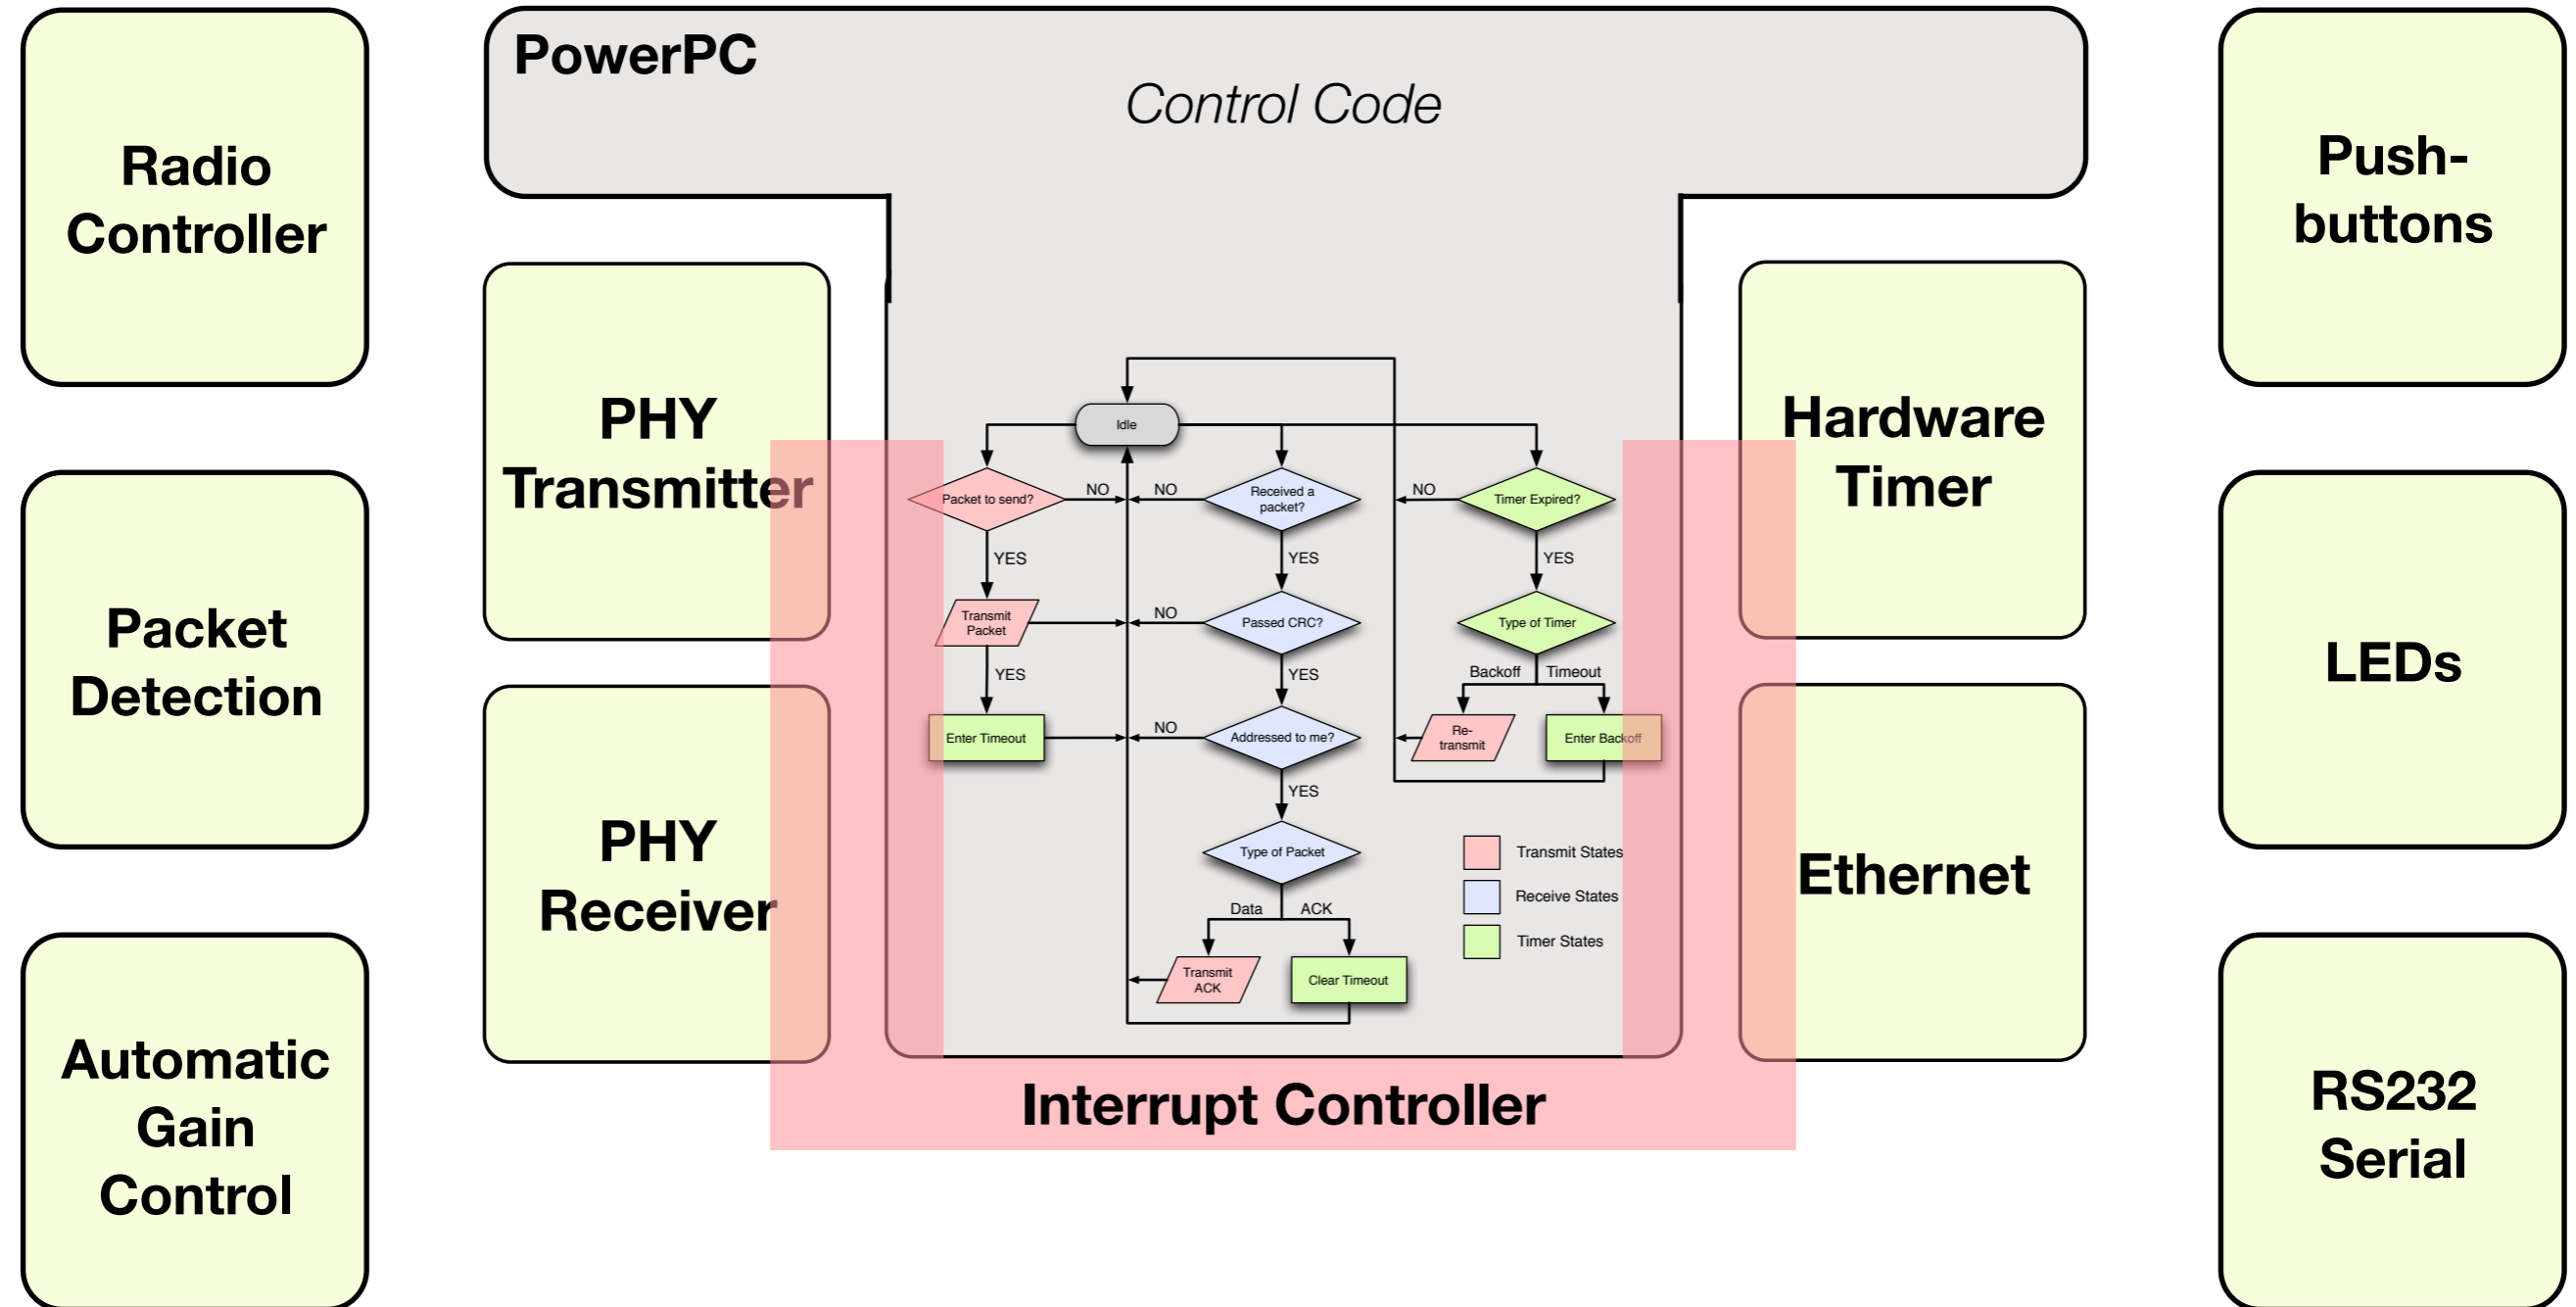 PowerPC
Control Code
Radio
Controller
Packet
Detection
Automatic
Gain
Control
PHY
Transmitter
PHY
Receiver
Idle
Packet to send?
NO
YES
Transmit
Packet
YES
Enter Timeout
NO
Received a
packet?
YES
NO
Passed CRC?
YES
NO
Addressed to me?
YES
Type of Packet
Data
ACK
Transmit
ACK
Clear Timeout
NO
Timer Expired?
YES
Type of Timer
Backoff
Timeout
Re-
transmit
Enter Backoff
Transmit States
Receive States
Timer States
Interrupt Controller
Hardware
Timer
Ethernet
Push-
buttons
LEDs
RS232
Serial